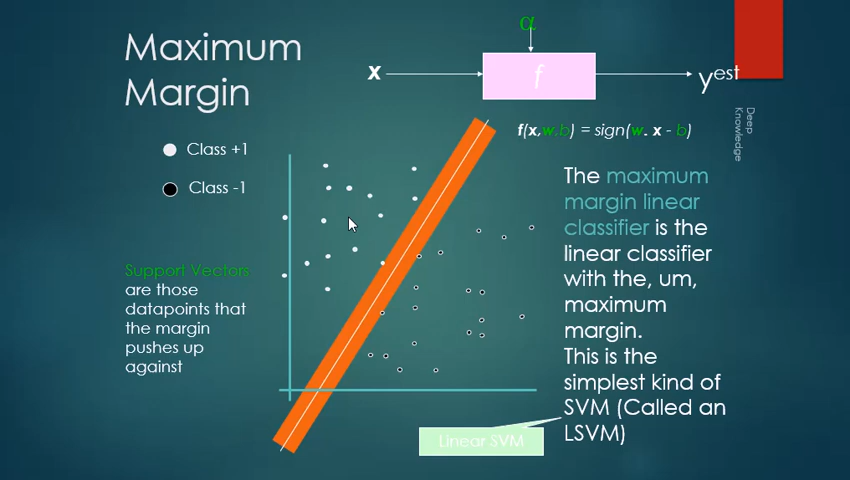 Maximum
Margin
α
x
f
yest
f(x,w,b) = sign(w. x - b)
Deep
Knowledge
Class +1
Class -1
The maximum
margin linear
classifier is the
linear classifier
with the, um,
maximum
margin.
This is the
simplest kind of
SVM (Called an
LSVM)
Support Vectors
are those
datapoints that
the margin
pushes up
against
Linear SVM